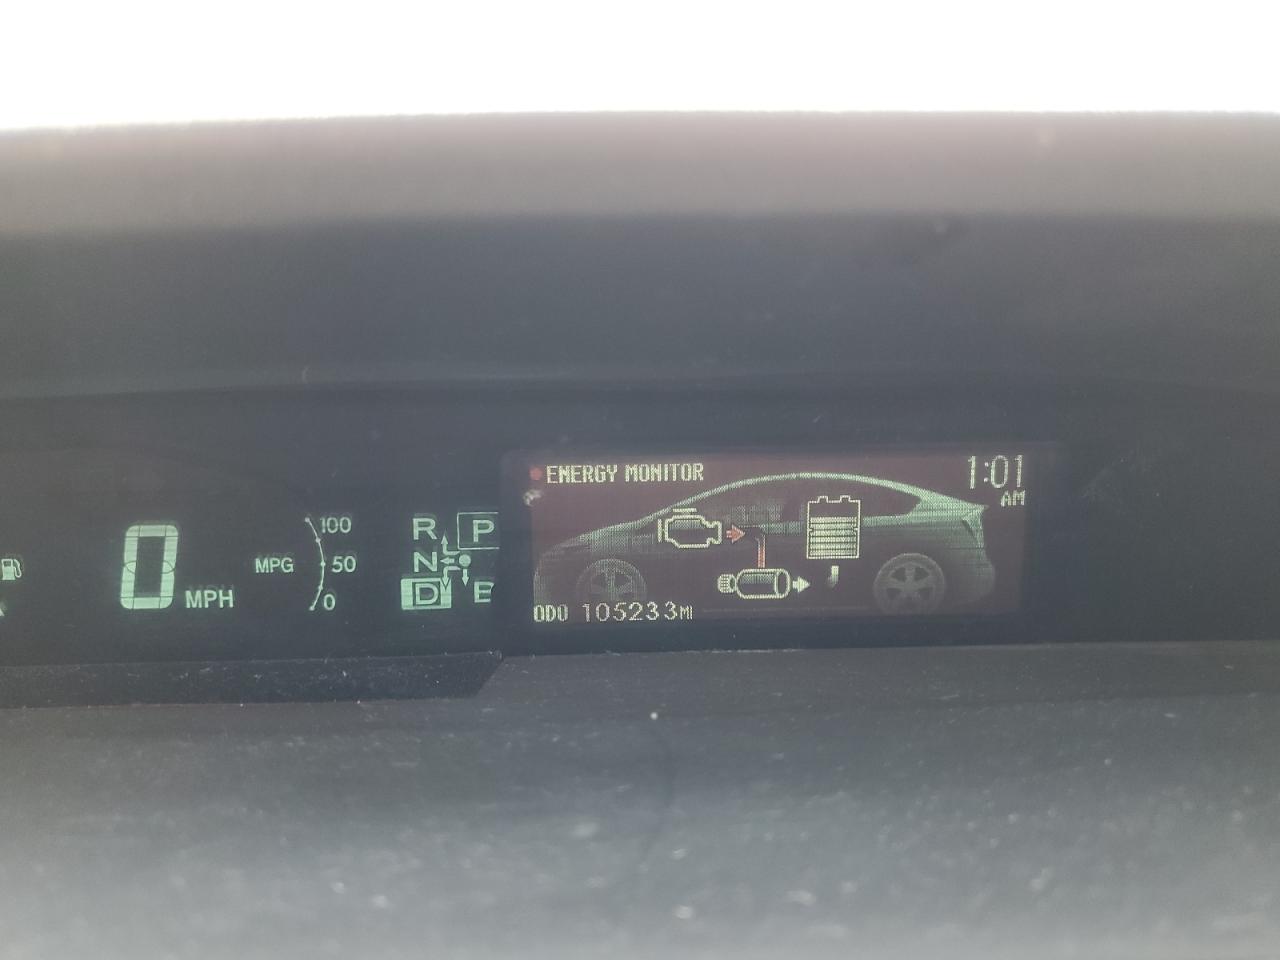 0 MPH
MPG
100
50
0
R
N
D
P
B
ENERGY MONITOR
1:01
AM
ODO 105233MI